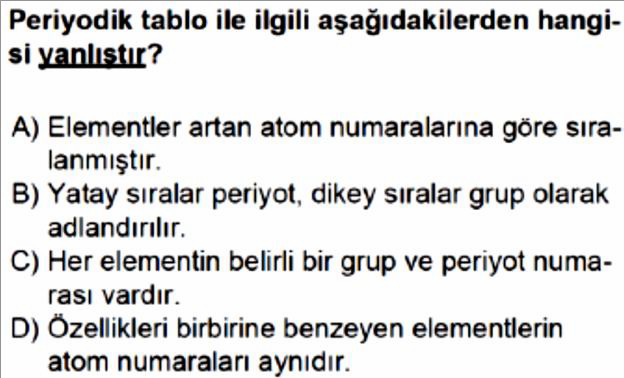 Periyodik tablo ile ilgili aşağıdakilerden hangi-
si yanlıştır?
A) Elementler artan atom numaralarına göre sıra-
lanmıştır.
B) Yatay sıralar periyot, dikey sıralar grup olarak
adlandırılır.
C) Her elementin belirli bir grup ve periyot numa-
rası vardır.
D) Özellikleri birbirine benzeyen elementlerin
atom numaraları aynıdır.